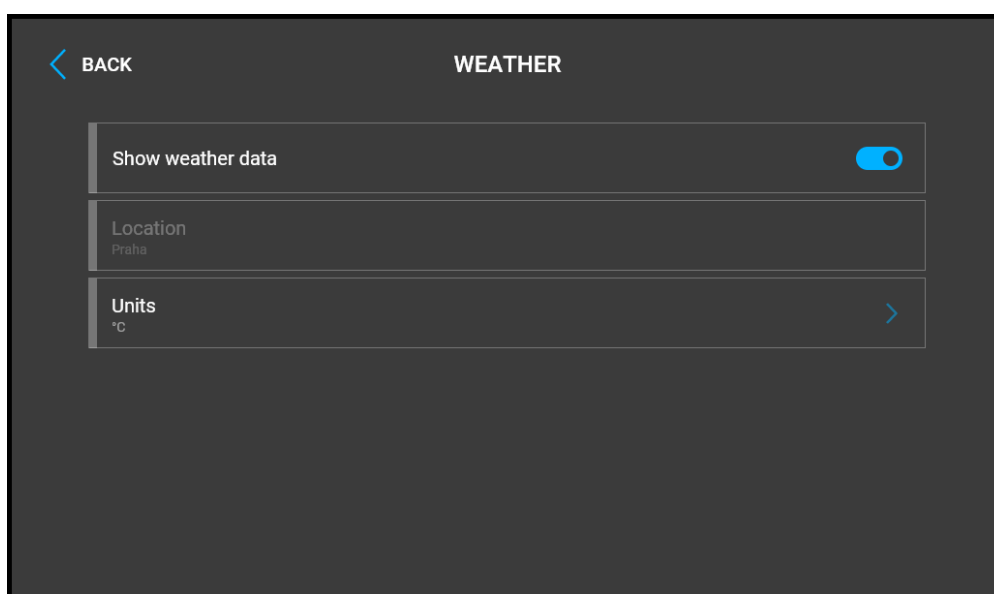 BACK
WEATHER
Show weather data
Location
Praha
Units
°C